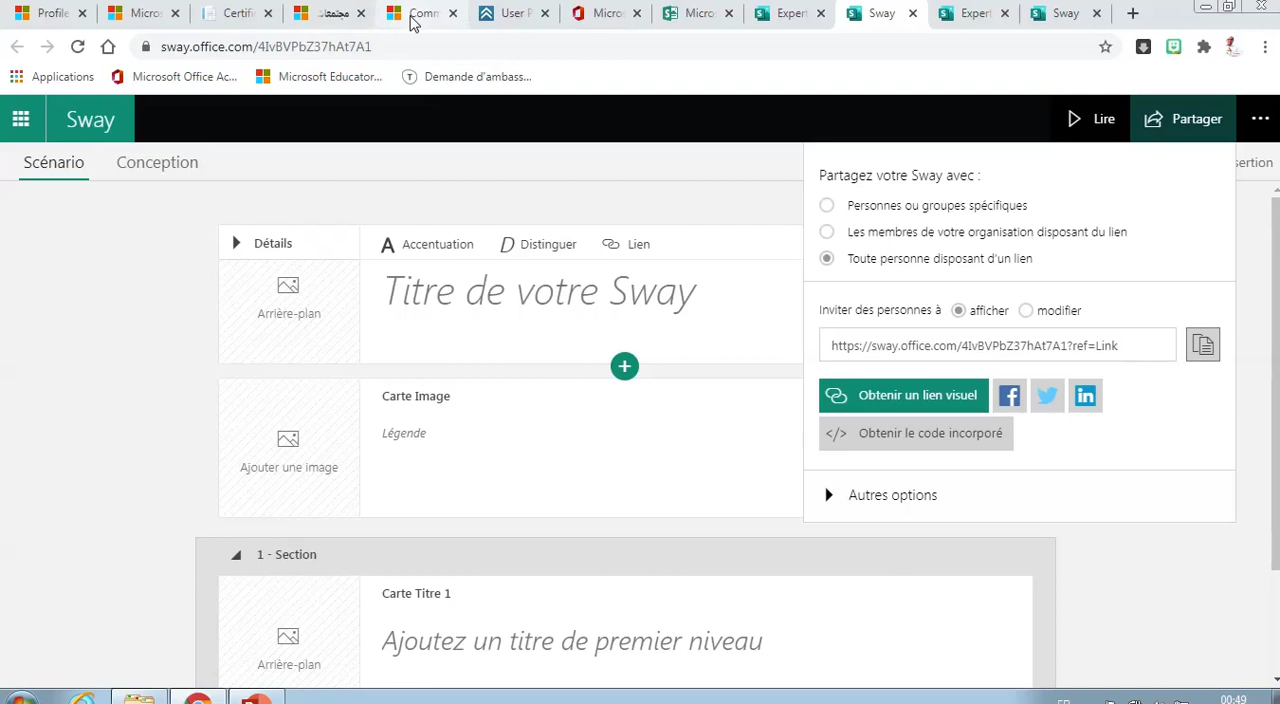 Profile
Micros
Certifi
مجتمعات
Comm
User P
Micros
Micros
Expert
Sway
Expert
Sway
sway.office.com/4IvBVPbZ37hAt7A1
Applications
Microsoft Office Ac...
Microsoft Educator...
Demande d'ambass...
Sway
Lire
Partager
Scénario
Conception
sertion
Partagez votre Sway avec :
Personnes ou groupes spécifiques
Les membres de votre organisation disposant du lien
Toute personne disposant d'un lien
Inviter des personnes à
afficher
modifier
https://sway.office.com/4IvBVPbZ37hAt7A1?ref=Link
Obtenir un lien visuel
</> Obtenir le code incorporé
Autres options
Détails
A Accentuation
D Distinguer
Lien
Arrière-plan
Titre de votre Sway
Carte Image
Légende
Ajouter une image
1 - Section
Carte Titre 1
Ajoutez un titre de premier niveau
Arrière-plan
FR
00:49